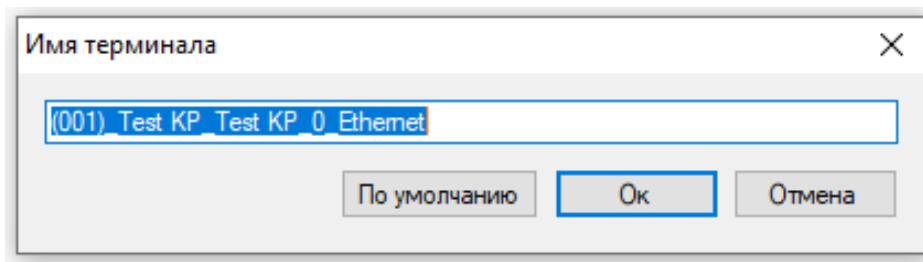 Имя терминала
(001)_Test KP_Test KP_0_Ethernet
По умолчанию Ок Отмена